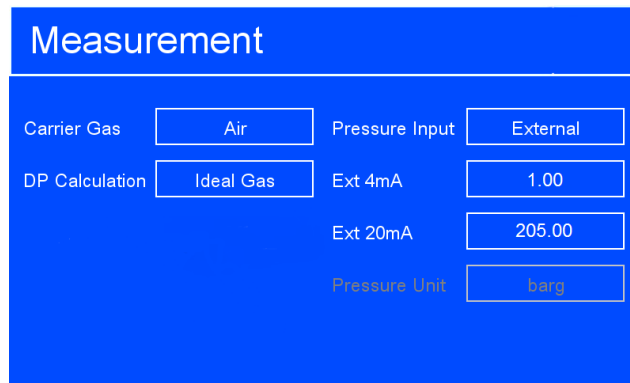 Measurement
Carrier Gas Air Pressure Input External
DP Calculation Ideal Gas Ext 4mA 1.00
Ext 20mA 205.00
Pressure Unit barg